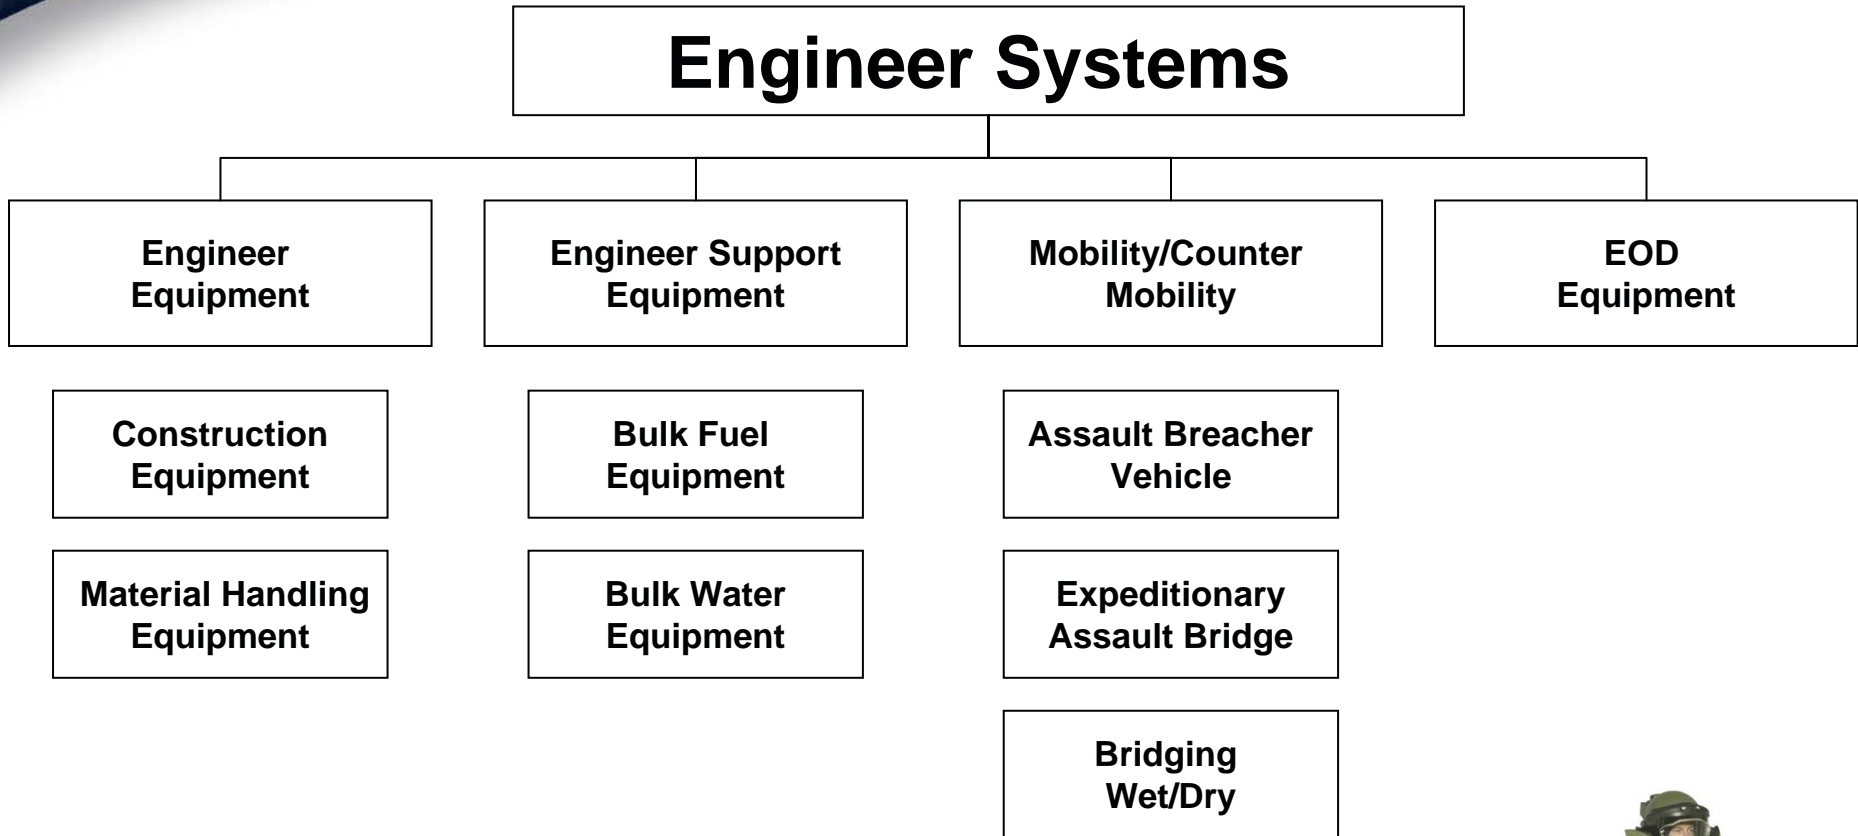 Engineer Systems
Engineer
Equipment
Engineer Support
Equipment
Mobility/Counter
Mobility
EOD
Equipment
Construction
Equipment
Bulk Fuel
Equipment
Assault Breacher
Vehicle
Material Handling
Equipment
Bulk Water
Equipment
Expeditionary
Assault Bridge
Bridging
Wet/Dry